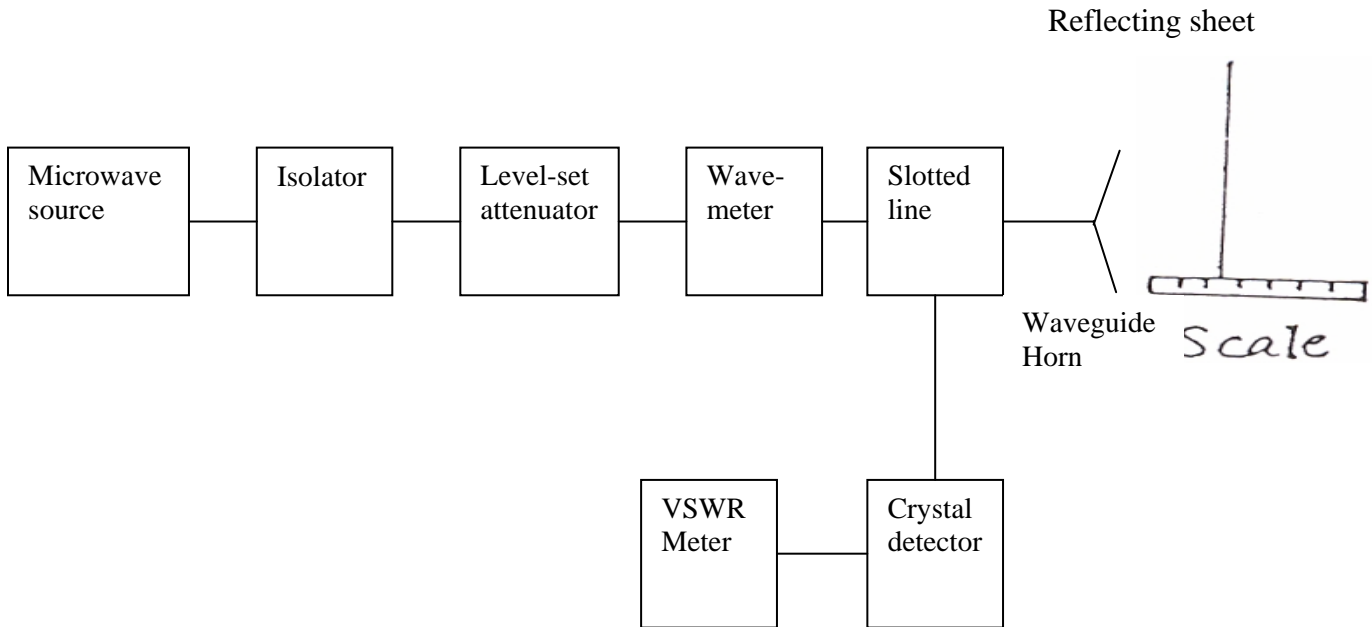 Reflecting sheet
Microwave
source
Isolator
Level-set
attenuator
Wave-
meter
Slotted
line
Waveguide
Horn
Scale
VSWR
Meter
Crystal
detector